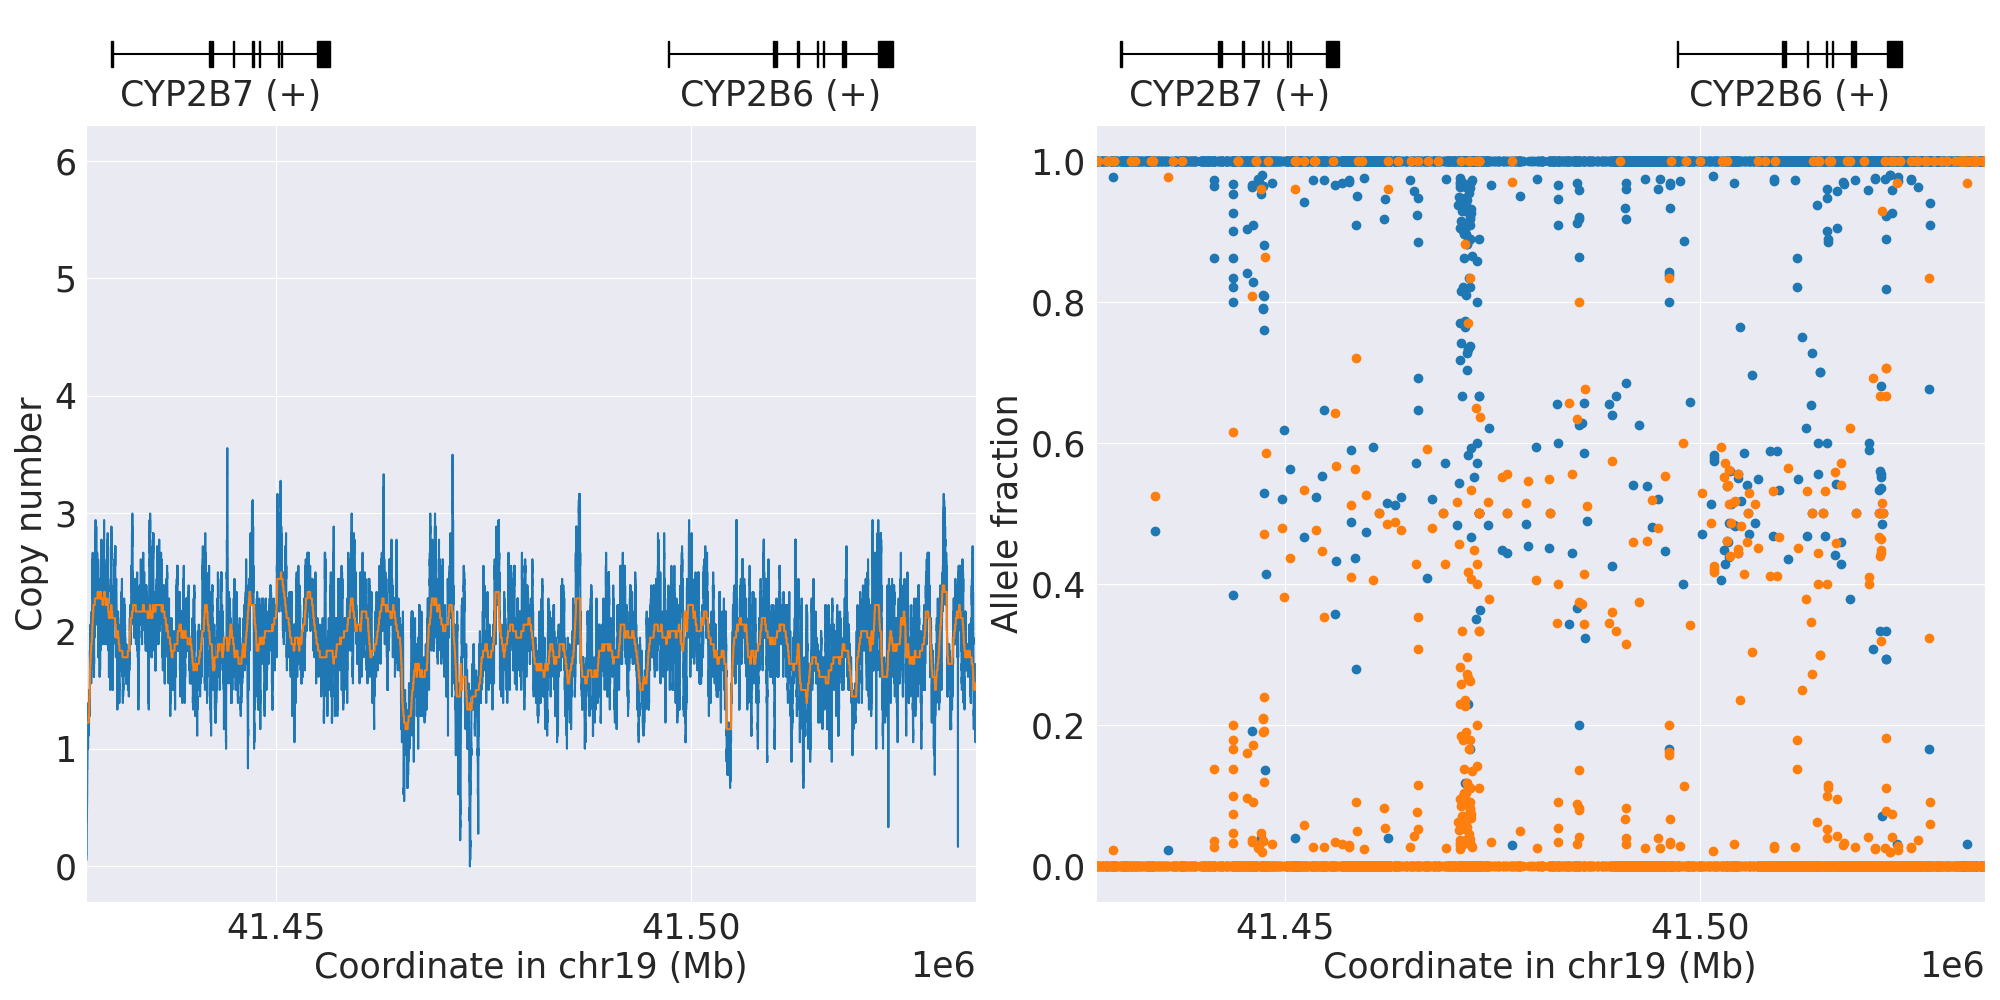 CYP2B7 (+)
CYP2B6 (+)
6
5
4
3
2
1
0
Copy number
41.45
41.50
Coordinate in chr19 (Mb)
1e6
CYP2B7 (+)
CYP2B6 (+)
1.0
0.8
0.6
0.4
0.2
0.0
Allele fraction
41.45
41.50
Coordinate in chr19 (Mb)
1e6